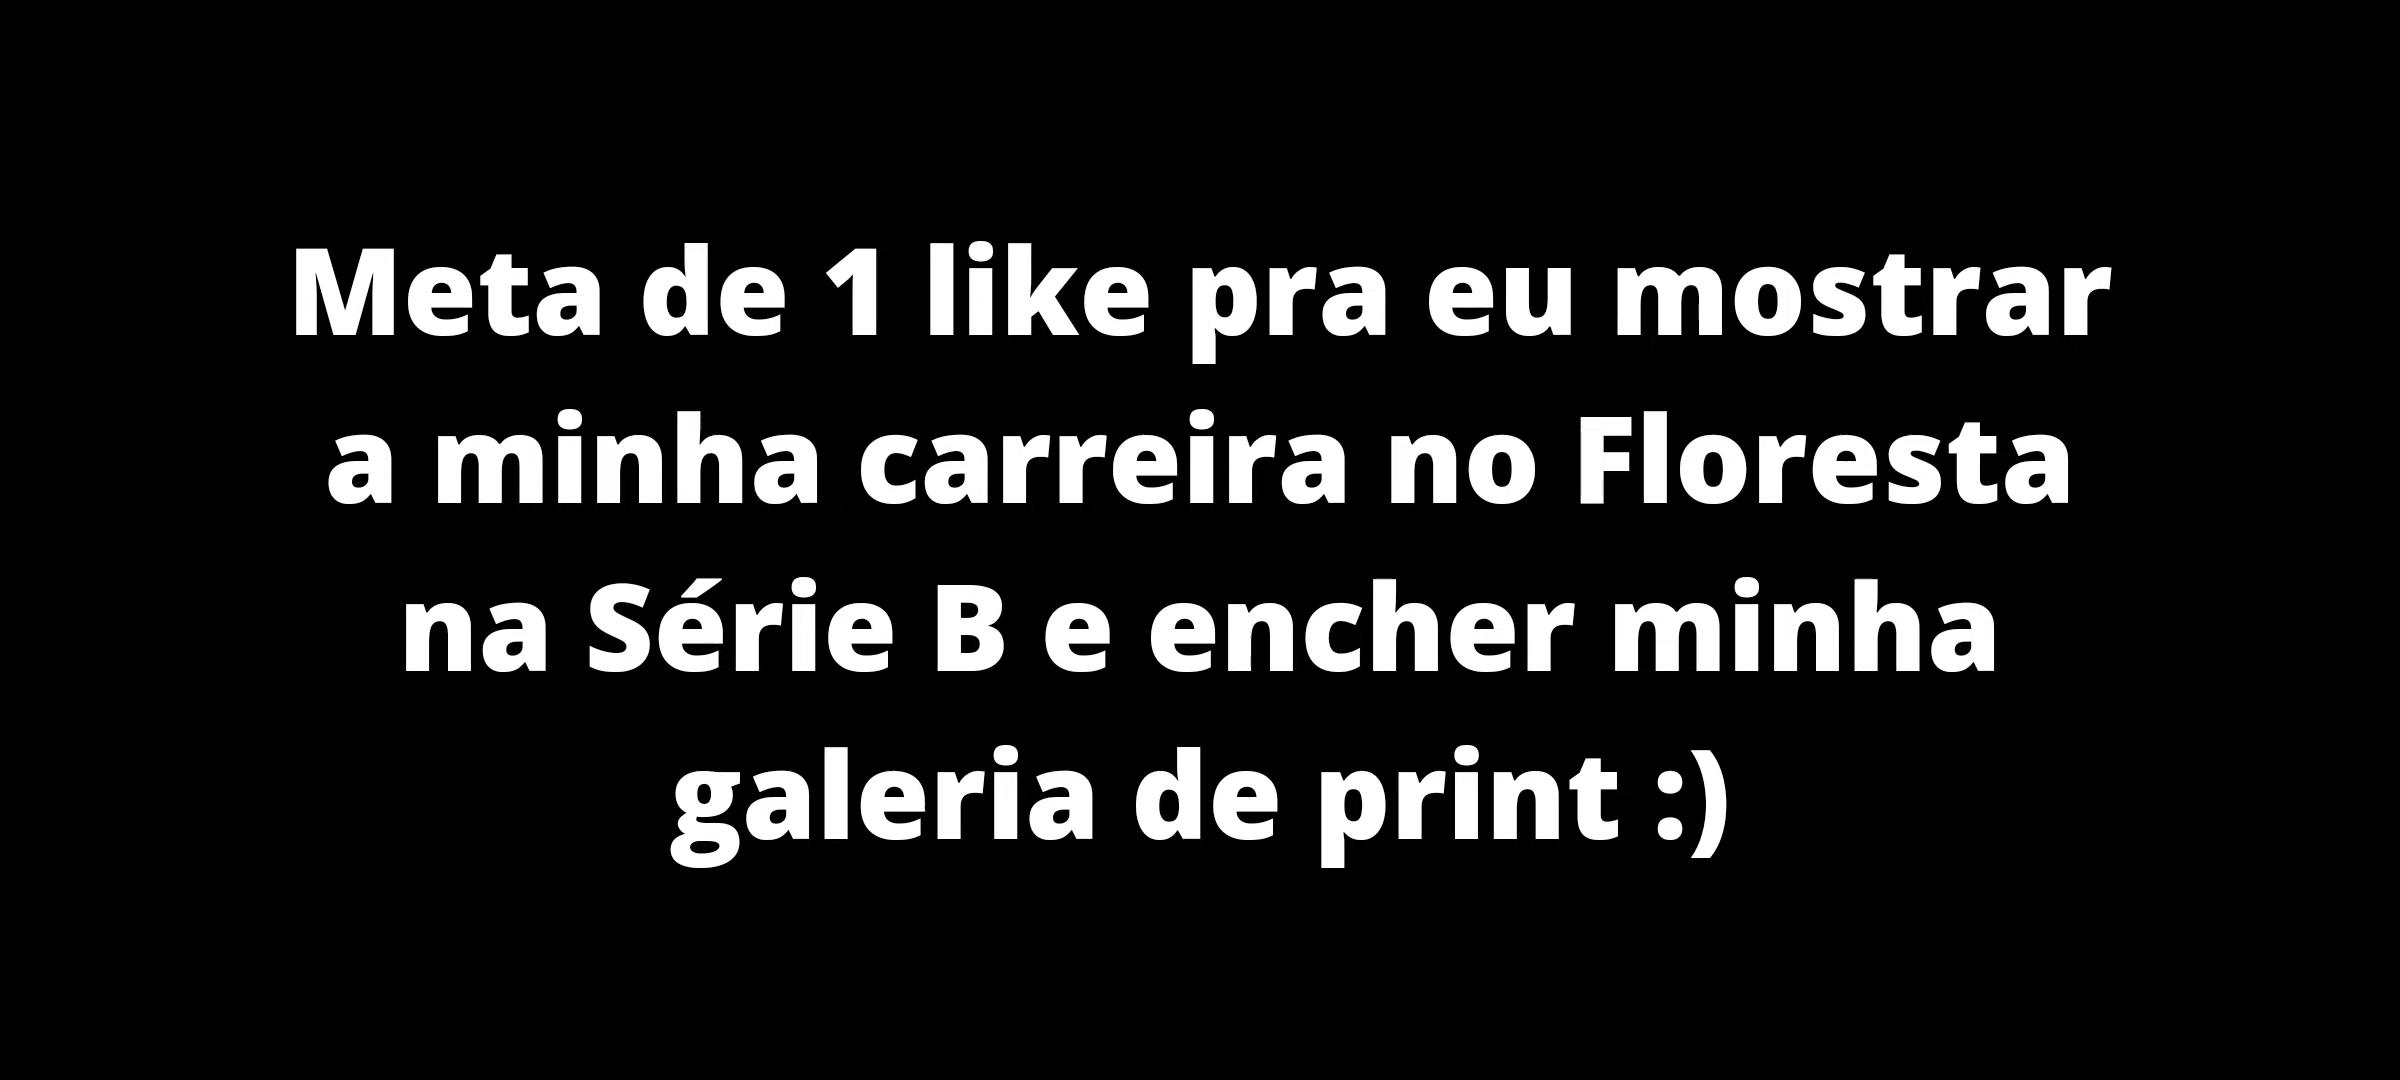 Meta de 1 like pra eu mostrar
a minha carreira no Floresta
na Série B e encher minha
galeria de print :)